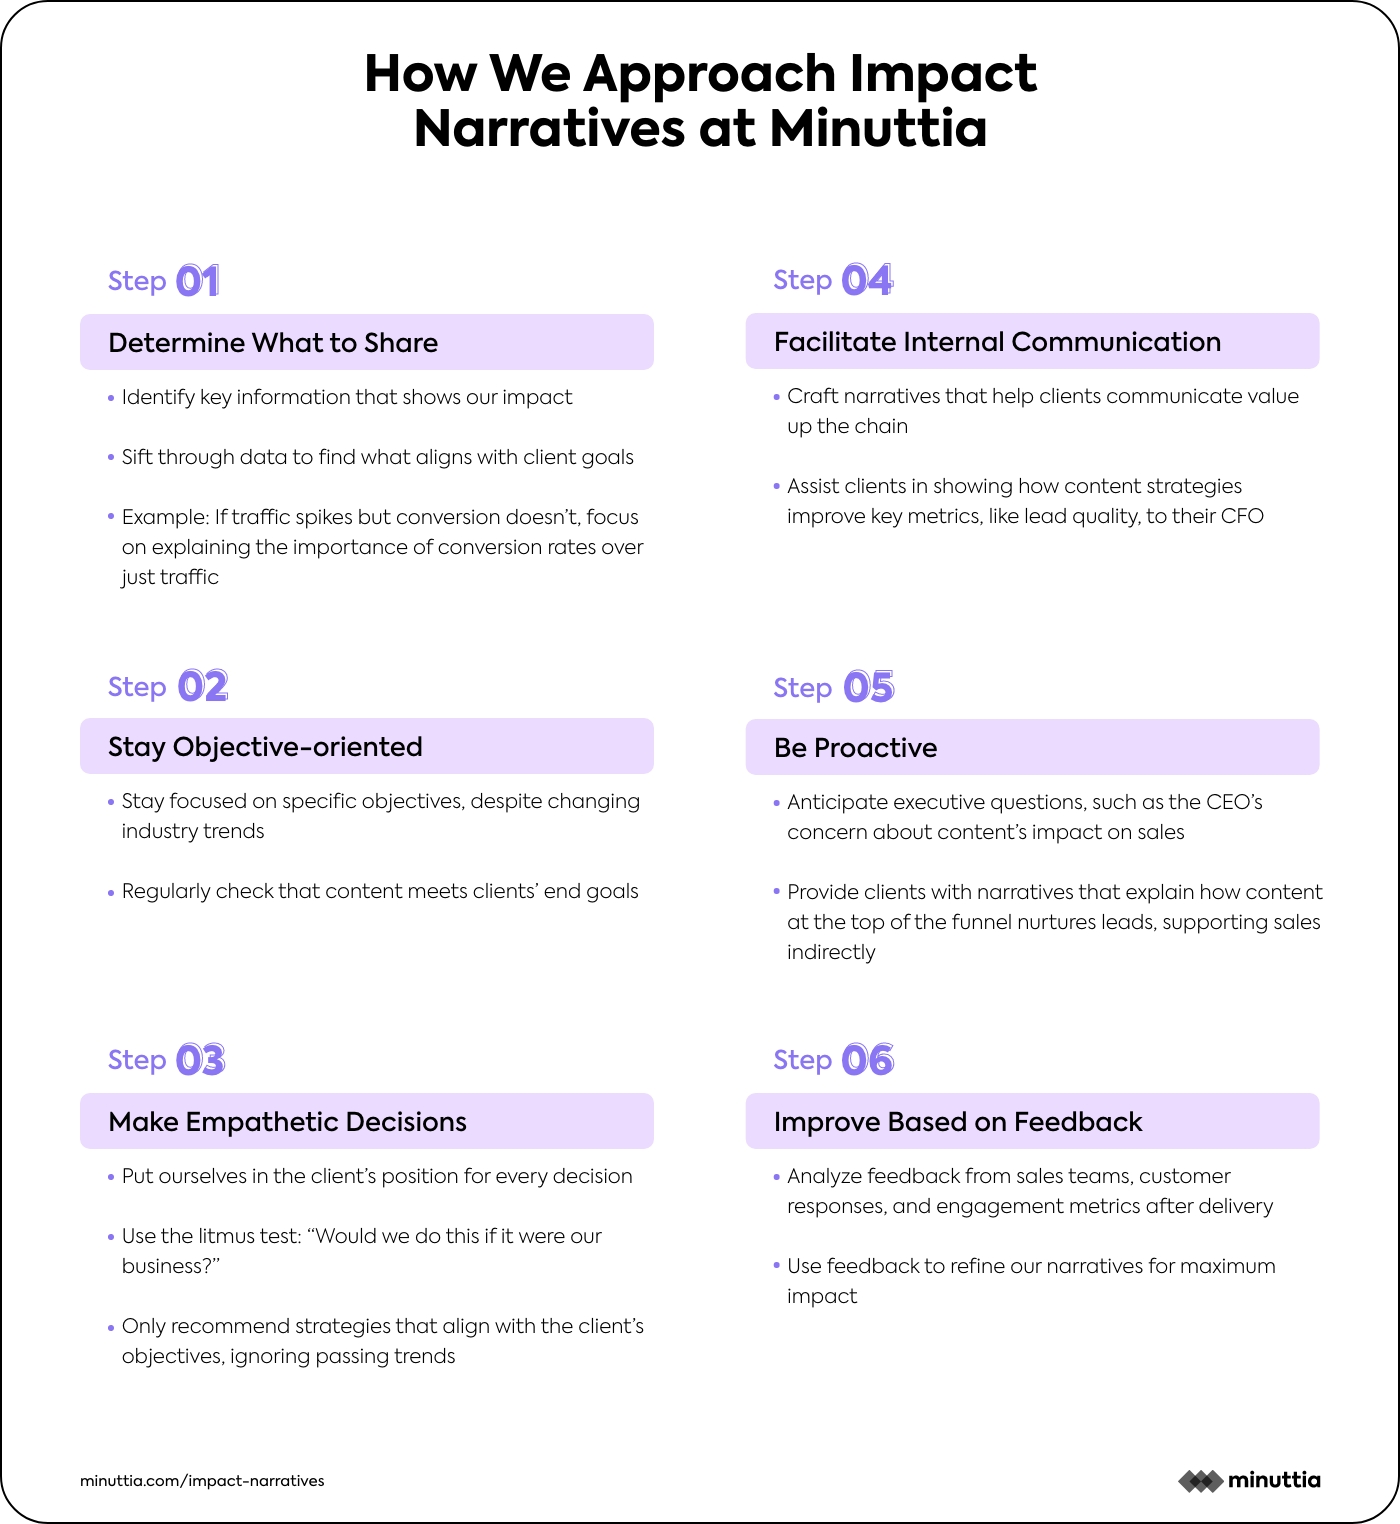 How We Approach Impact
Narratives at Minuttia
Step 01
Determine What to Share
• Identify key information that shows our impact
• Sift through data to find what aligns with client goals
• Example: If traffic spikes but conversion doesn’t, focus
on explaining the importance of conversion rates over
just traffic
Step 02
Stay Objective-oriented
• Stay focused on specific objectives, despite changing
industry trends
• Regularly check that content meets clients’ end goals
Step 03
Make Empathetic Decisions
• Put ourselves in the client’s position for every decision
• Use the litmus test: “Would we do this if it were our
business?”
• Only recommend strategies that align with the client’s
objectives, ignoring passing trends
Step 04
Facilitate Internal Communication
• Craft narratives that help clients communicate value
up the chain
• Assist clients in showing how content strategies
improve key metrics, like lead quality, to their CFO
Step 05
Be Proactive
• Anticipate executive questions, such as the CEO’s
concern about content’s impact on sales
• Provide clients with narratives that explain how content
at the top of the funnel nurtures leads, supporting sales
indirectly
Step 06
Improve Based on Feedback
• Analyze feedback from sales teams, customer
responses, and engagement metrics after delivery
• Use feedback to refine our narratives for maximum
impact
minuttia.com/impact-narratives
minuttia